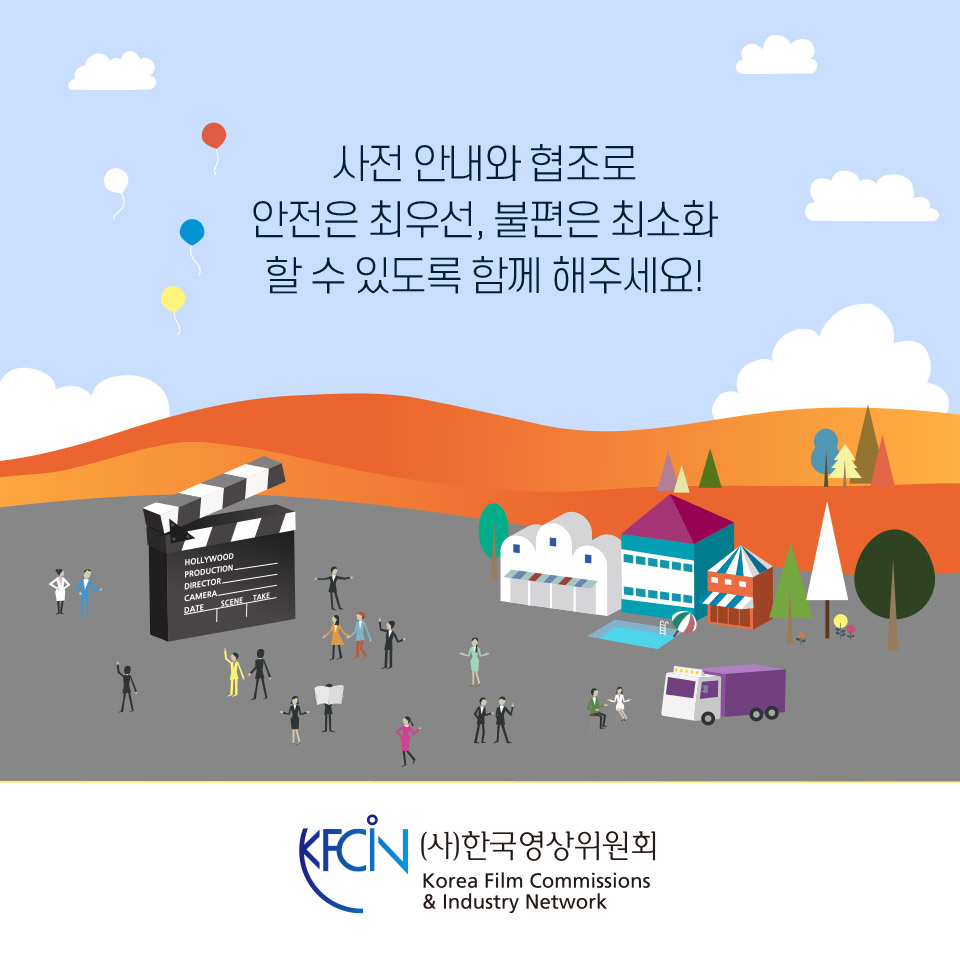 사전 안내와 협조로
안전은 최우선, 불편은 최소화
할 수 있도록 함께 해주세요!
HOLLYWOOD
PRODUCTION
DIRECTOR
CAMERA
DATE SCENE TAKE
KFCIN (사)한국영상위원회
Korea Film Commissions
& Industry Network